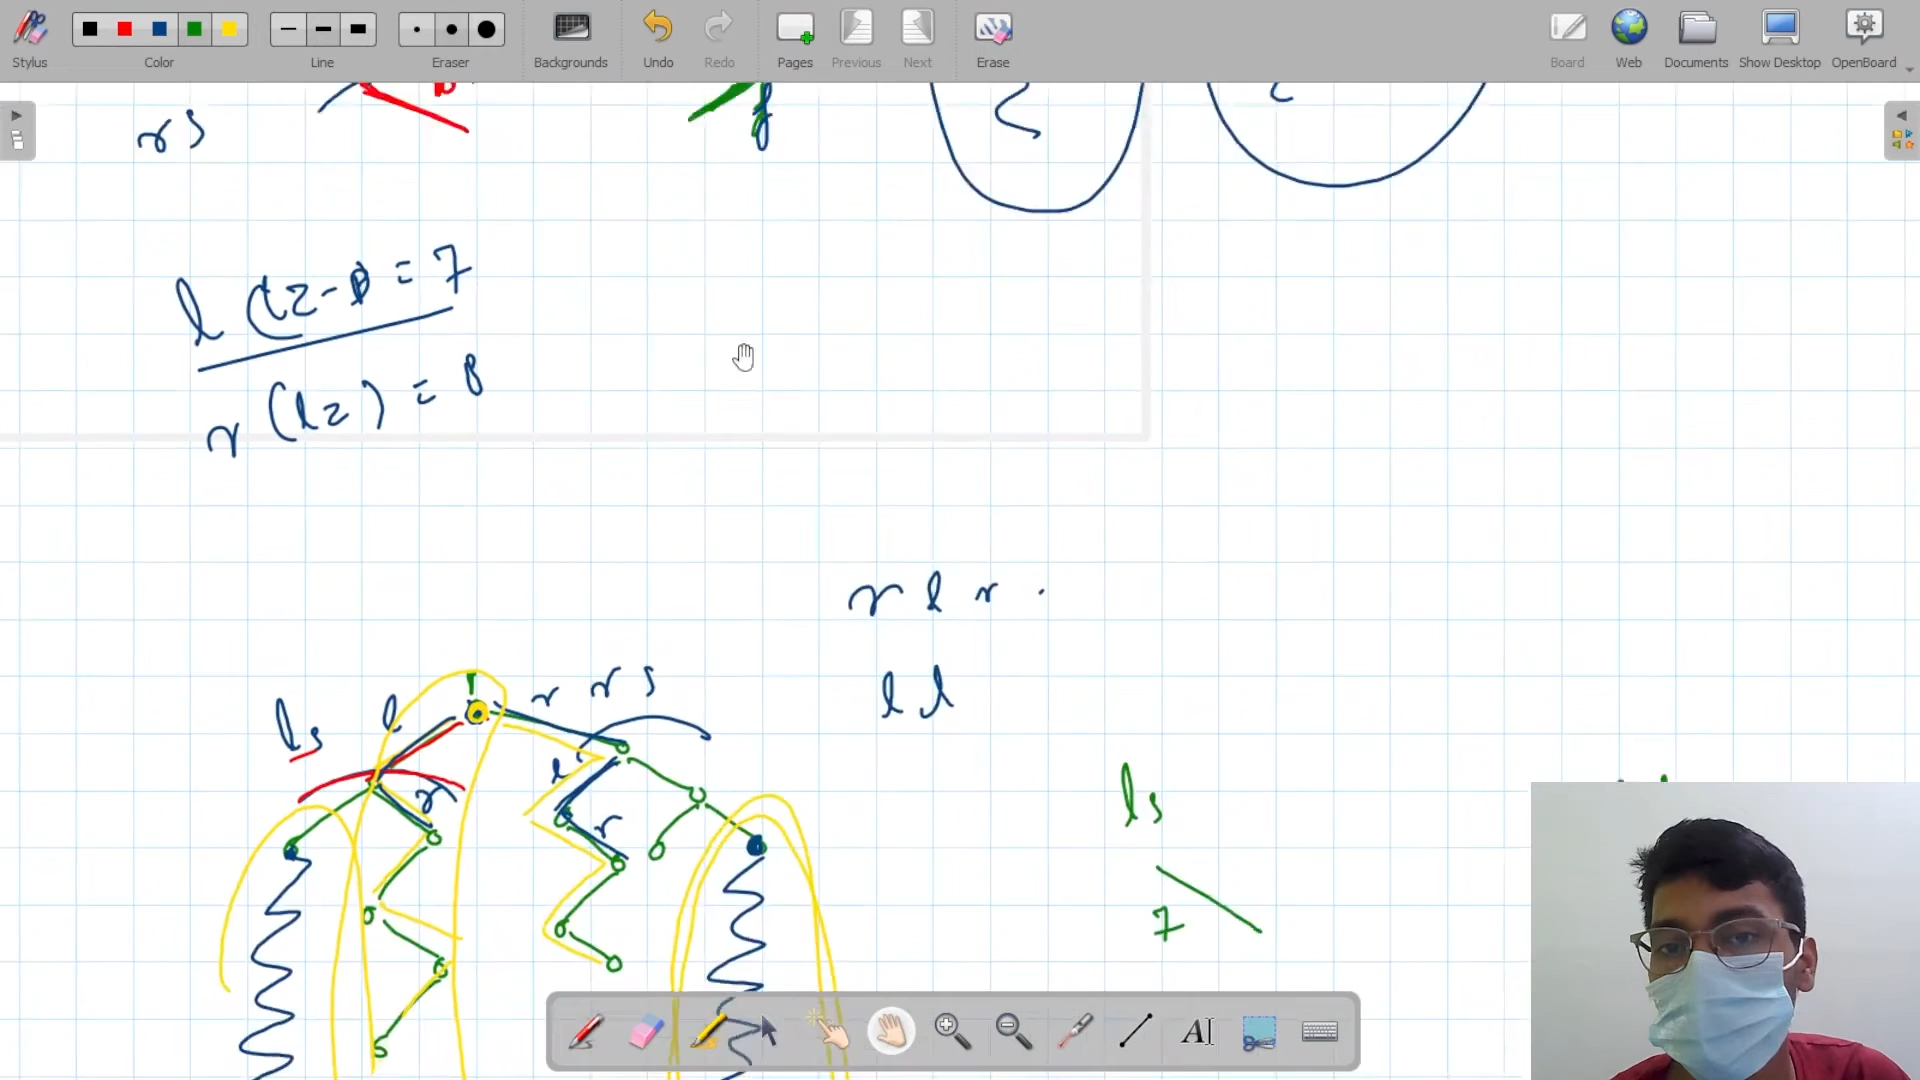 Stylus Color Line Eraser Backgrounds Undo Redo Pages Previous Next Erase Board Web Documents Show Desktop OpenBoard
f
r s
l (lz-1) = 7
r (lz) = 8
r l r .
l l
ls l r r s
l r r
ls
7